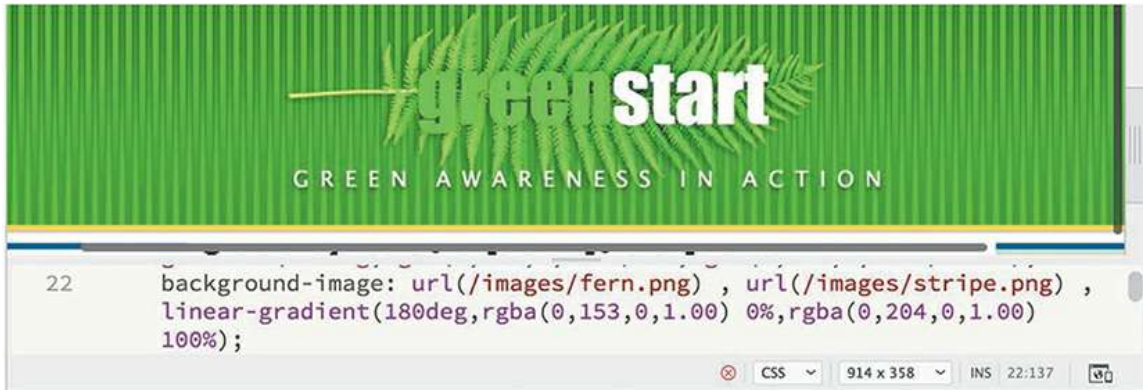 greenstart
GREEN AWARENESS IN ACTION
22 background-image: url(/images/fern.png) , url(/images/stripe.png) ,
linear-gradient(180deg,rgba(0,153,0,1.00) 0%,rgba(0,204,0,1.00)
100%);
CSS 914 x 358 INS 22:137